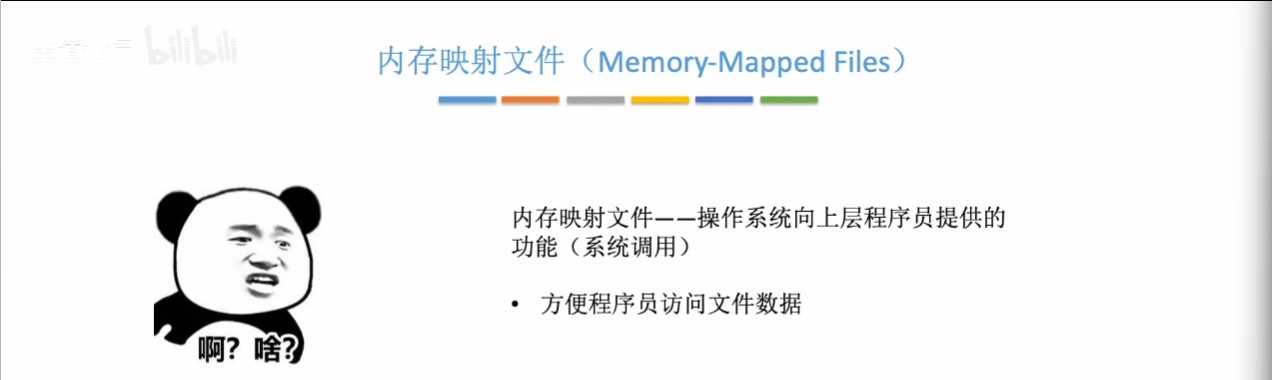 bilibili
内存映射文件（Memory-Mapped Files）
内存映射文件——操作系统向上层程序员提供的
功能（系统调用）
• 方便程序员访问文件数据
啊？啥？